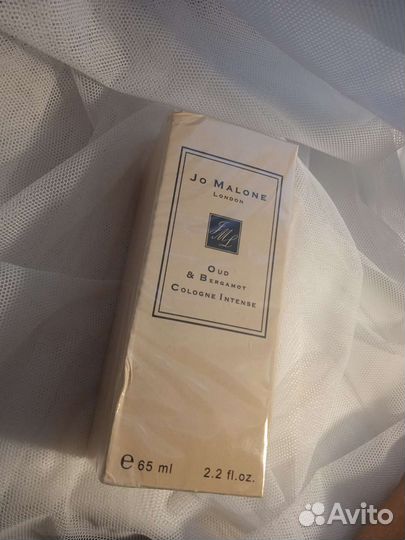 Jo Malone
London
JML
Oud
& Bergamot
Cologne Intense
e 65 ml 2.2 fl.oz.
Avito